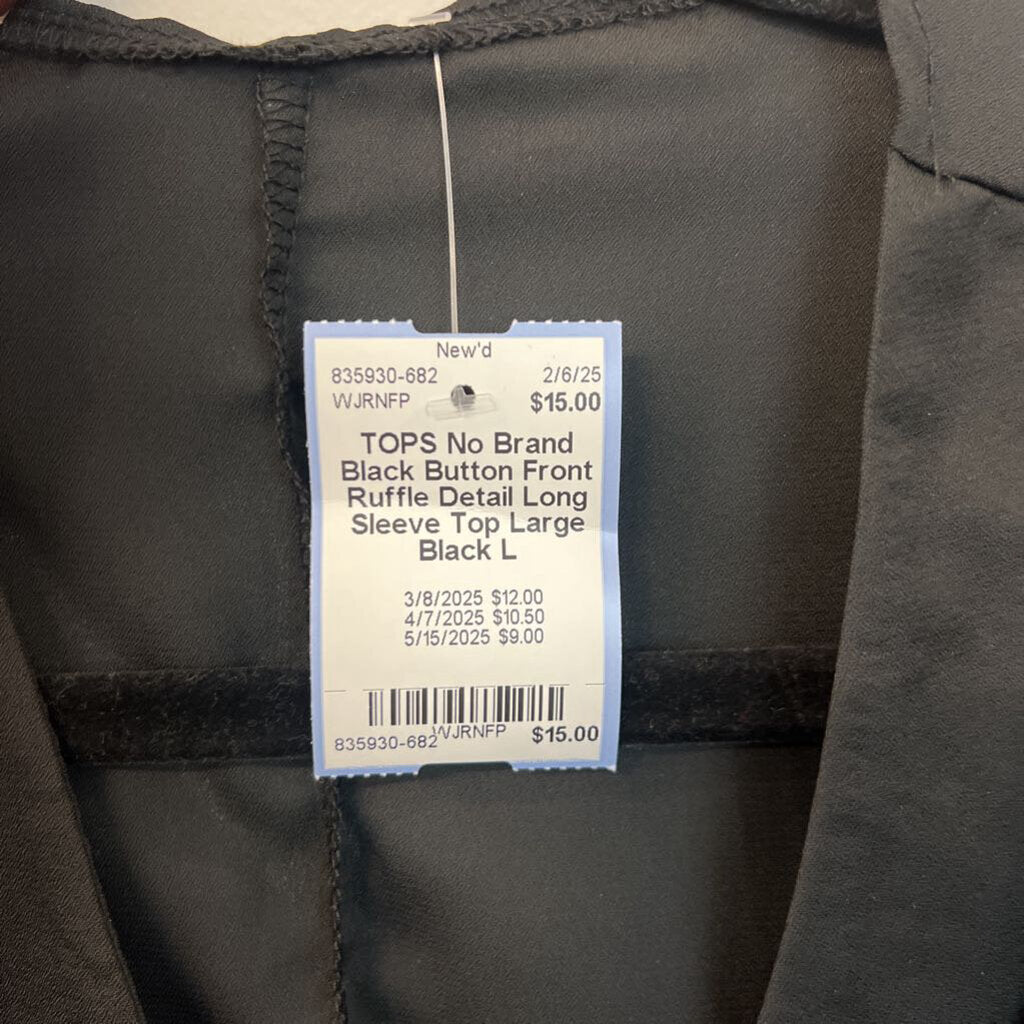 New'd
835930-682 2/6/25
WJRNFP $15.00
TOPS No Brand
Black Button Front
Ruffle Detail Long
Sleeve Top Large
Black L
3/8/2025 $12.00
4/7/2025 $10.50
5/15/2025 $9.00
835930-682 WJRNFP $15.00